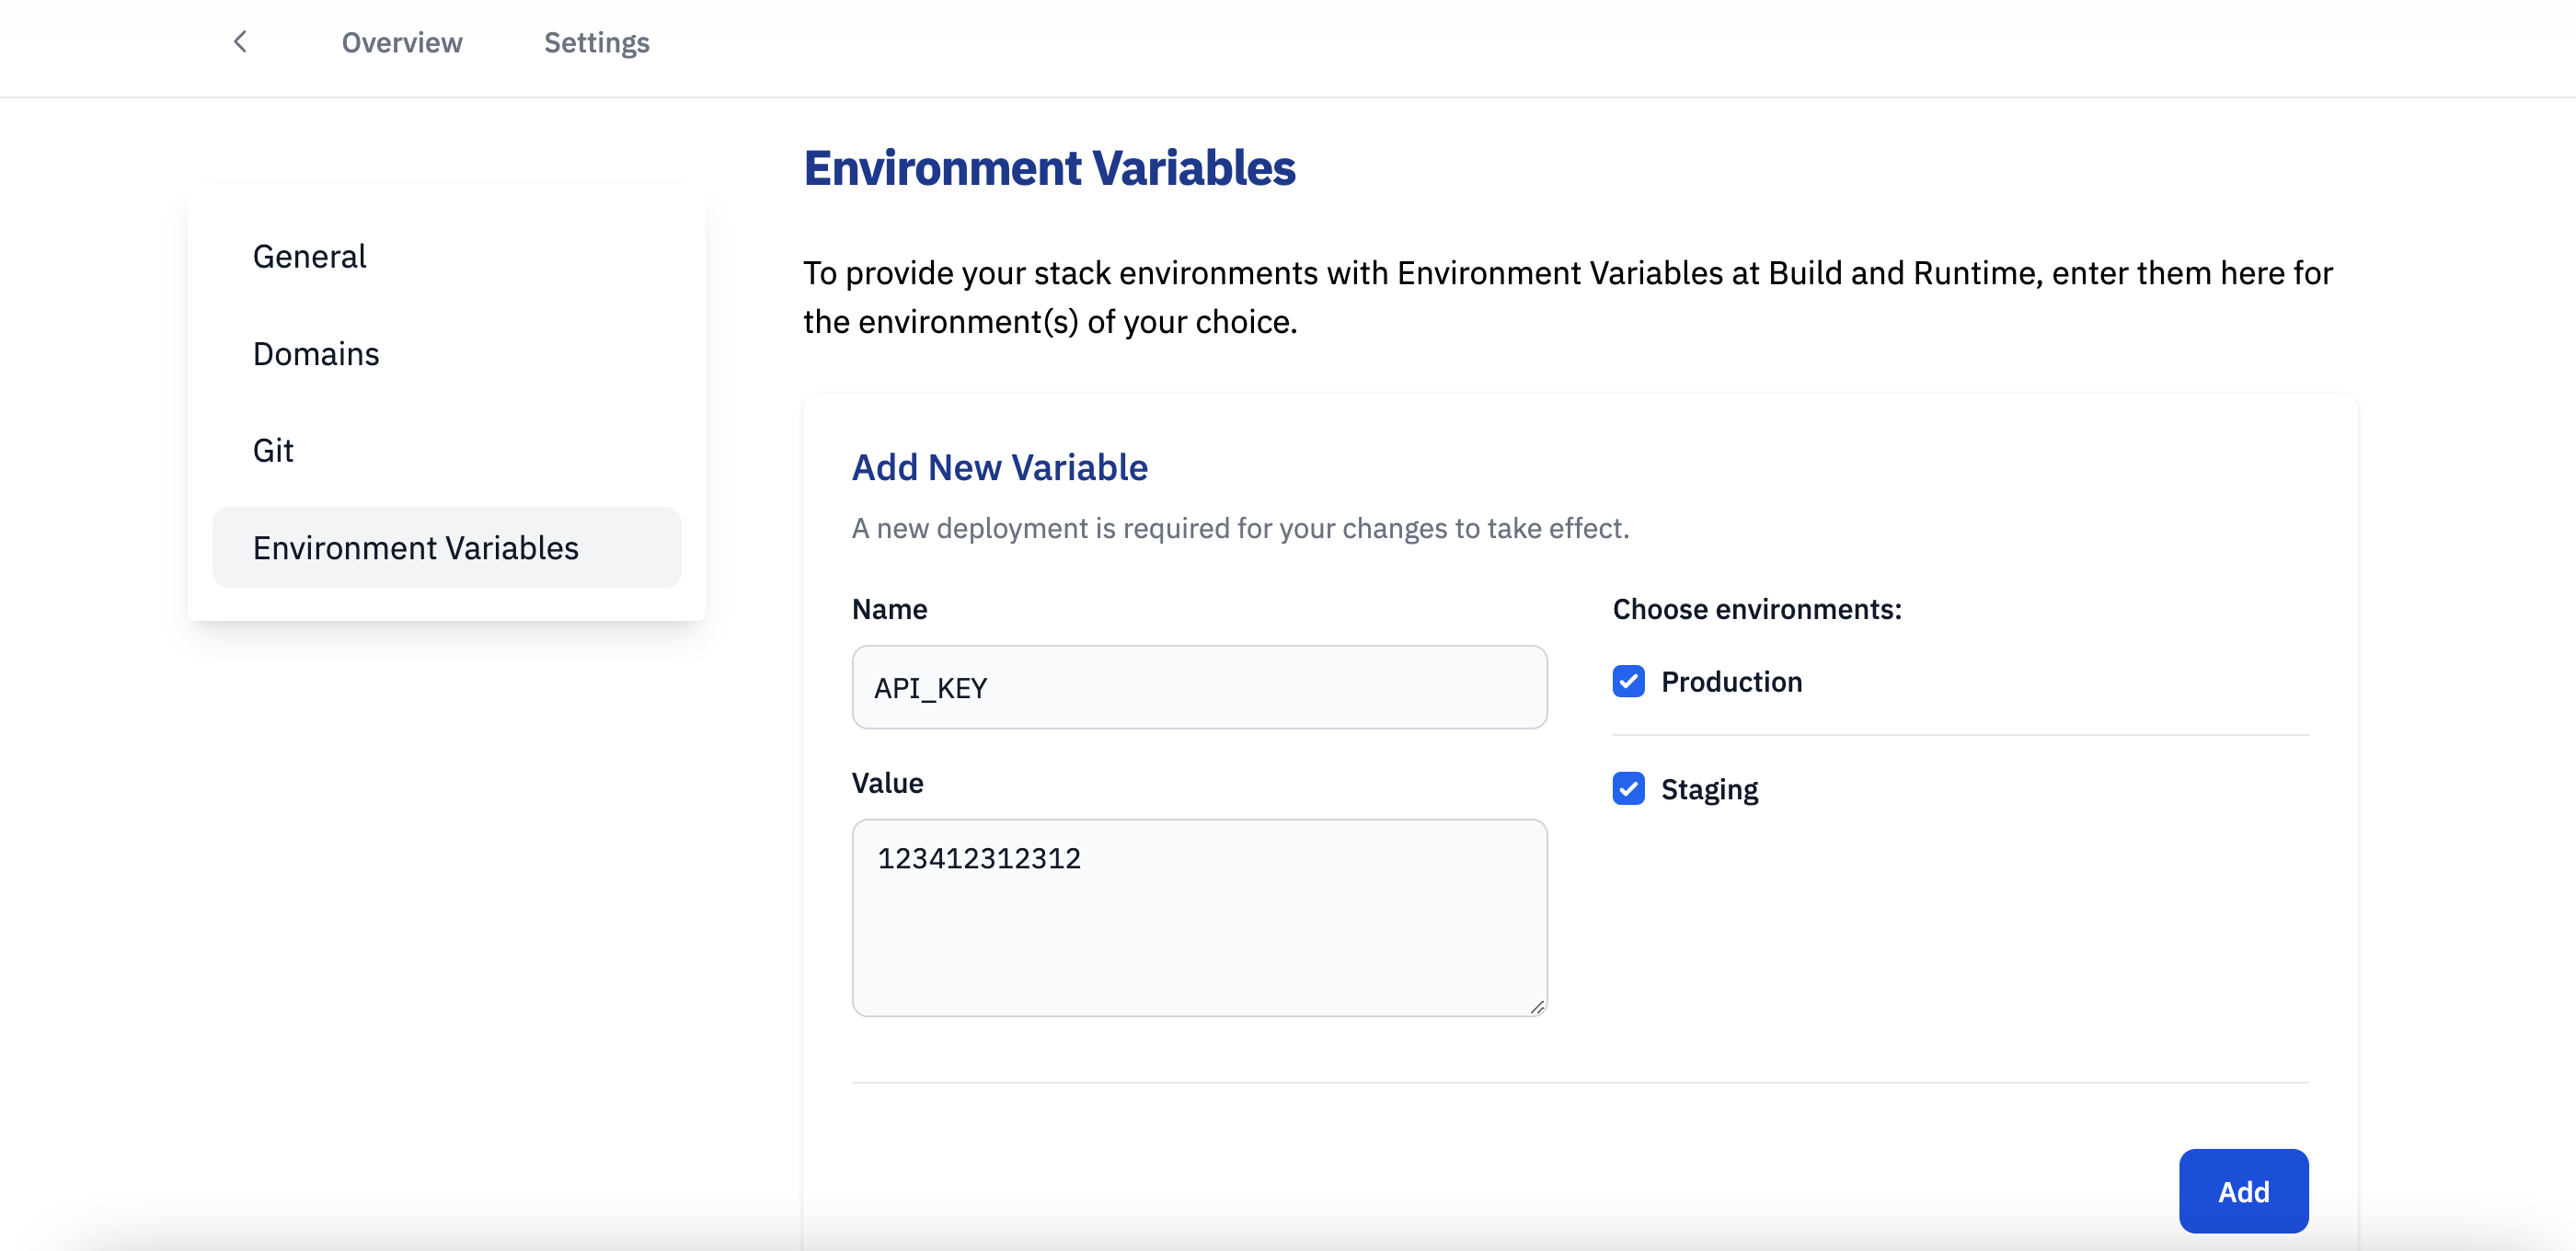 Overview Settings
General
Domains
Git
Environment Variables
Environment Variables
To provide your stack environments with Environment Variables at Build and Runtime, enter them here for
the environment(s) of your choice.
Add New Variable
A new deployment is required for your changes to take effect.
Name
API_KEY
Value
123412312312
Choose environments:
Production
Staging
Add